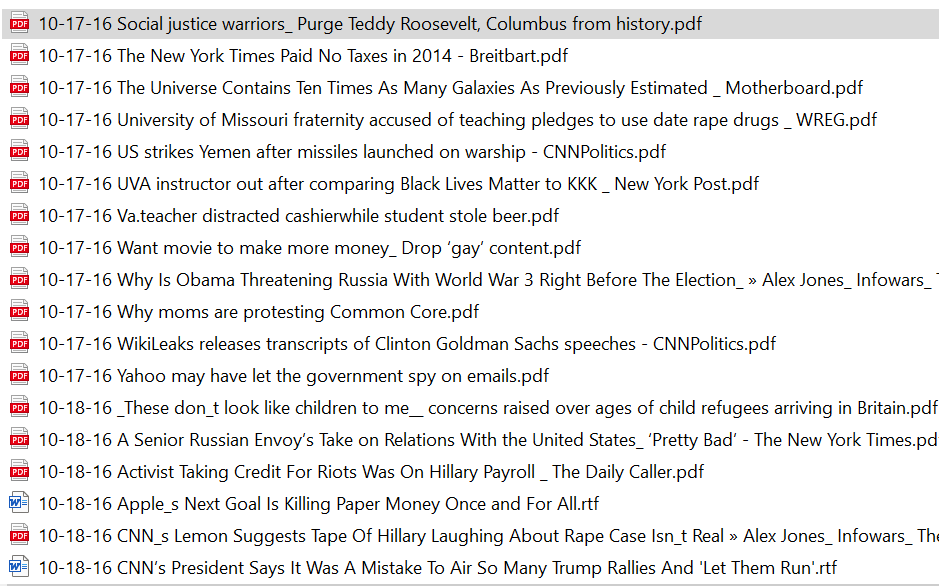 10-17-16 Social justice warriors_ Purge Teddy Roosevelt, Columbus from history.pdf
10-17-16 The New York Times Paid No Taxes in 2014 - Breitbart.pdf
10-17-16 The Universe Contains Ten Times As Many Galaxies As Previously Estimated _ Motherboard.pdf
10-17-16 University of Missouri fraternity accused of teaching pledges to use date rape drugs _ WREG.pdf
10-17-16 US strikes Yemen after missiles launched on warship - CNNPolitics.pdf
10-17-16 UVA instructor out after comparing Black Lives Matter to KKK _ New York Post.pdf
10-17-16 Va.teacher distracted cashierwhile student stole beer.pdf
10-17-16 Want movie to make more money_ Drop ‘gay’ content.pdf
10-17-16 Why Is Obama Threatening Russia With World War 3 Right Before The Election_ » Alex Jones_ Infowars_ T
10-17-16 Why moms are protesting Common Core.pdf
10-17-16 WikiLeaks releases transcripts of Clinton Goldman Sachs speeches - CNNPolitics.pdf
10-17-16 Yahoo may have let the government spy on emails.pdf
10-18-16 _These don_t look like children to me__ concerns raised over ages of child refugees arriving in Britain.pdf
10-18-16 A Senior Russian Envoy’s Take on Relations With the United States_ ‘Pretty Bad’ - The New York Times.pd
10-18-16 Activist Taking Credit For Riots Was On Hillary Payroll _ The Daily Caller.pdf
10-18-16 Apple_s Next Goal Is Killing Paper Money Once and For All.rtf
10-18-16 CNN_s Lemon Suggests Tape Of Hillary Laughing About Rape Case Isn_t Real » Alex Jones_ Infowars_ The
10-18-16 CNN’s President Says It Was A Mistake To Air So Many Trump Rallies And 'Let Them Run'.rtf